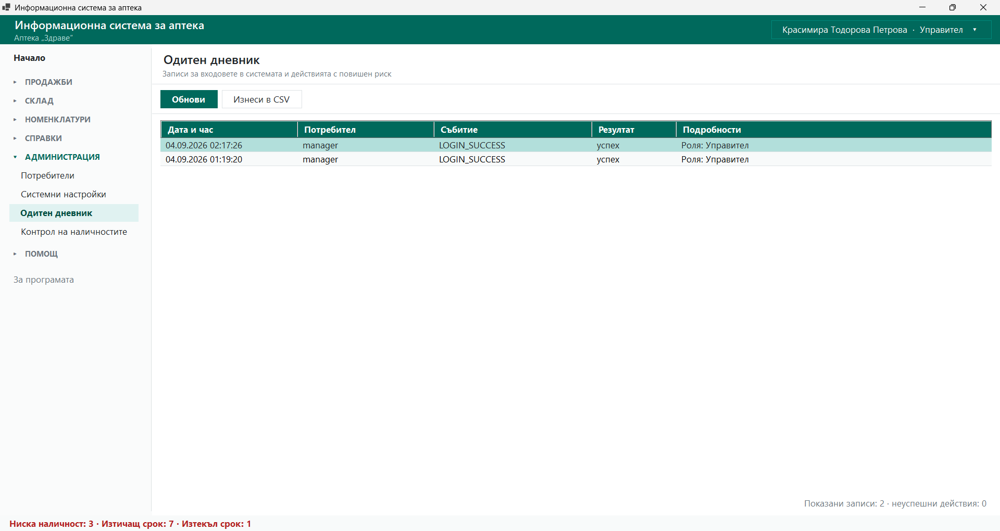 Информационна система за аптека
Информационна система за аптека
Аптека „Здраве“
Красимира Тодорова Петрова · Управител ▾
Начало
▸ ПРОДАЖБИ
▸ СКЛАД
▸ НОМЕНКЛАТУРИ
▸ СПРАВКИ
▾ АДМИНИСТРАЦИЯ
Потребители
Системни настройки
Одитен дневник
Контрол на наличностите
▸ ПОМОЩ
За програмата
Одитен дневник
Записи за входовете в системата и действията с повишен риск
Обнови Изнеси в CSV
Дата и час Потребител Събитие Резултат Подробности
04.09.2026 02:17:26 manager LOGIN_SUCCESS успех Роля: Управител
04.09.2026 01:19:20 manager LOGIN_SUCCESS успех Роля: Управител
Показани записи: 2 · неуспешни действия: 0
Ниска наличност: 3 · Изтичащ срок: 7 · Изтекъл срок: 1